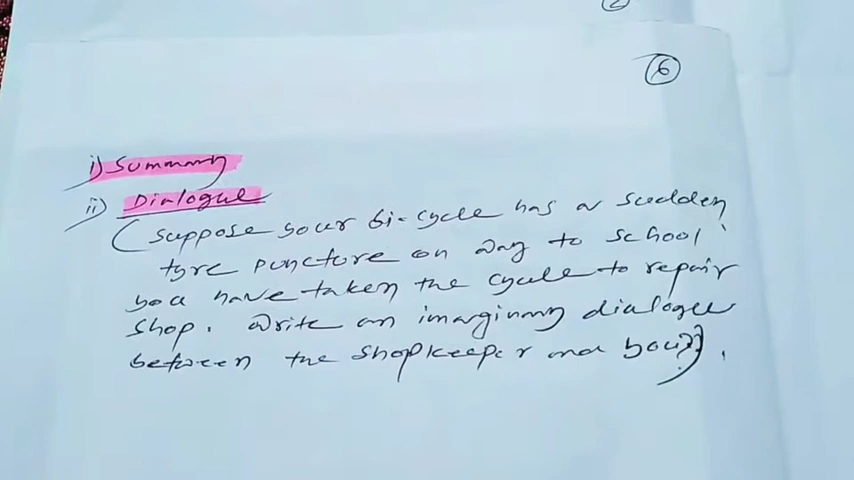 6
i) Summary
ii) Dialogue
(Suppose your bi-cycle has a sudden
tyre puncture on way to school
you have taken the cycle to repair
shop. Write an imaginary dialogue
between the shopkeeper and you??).